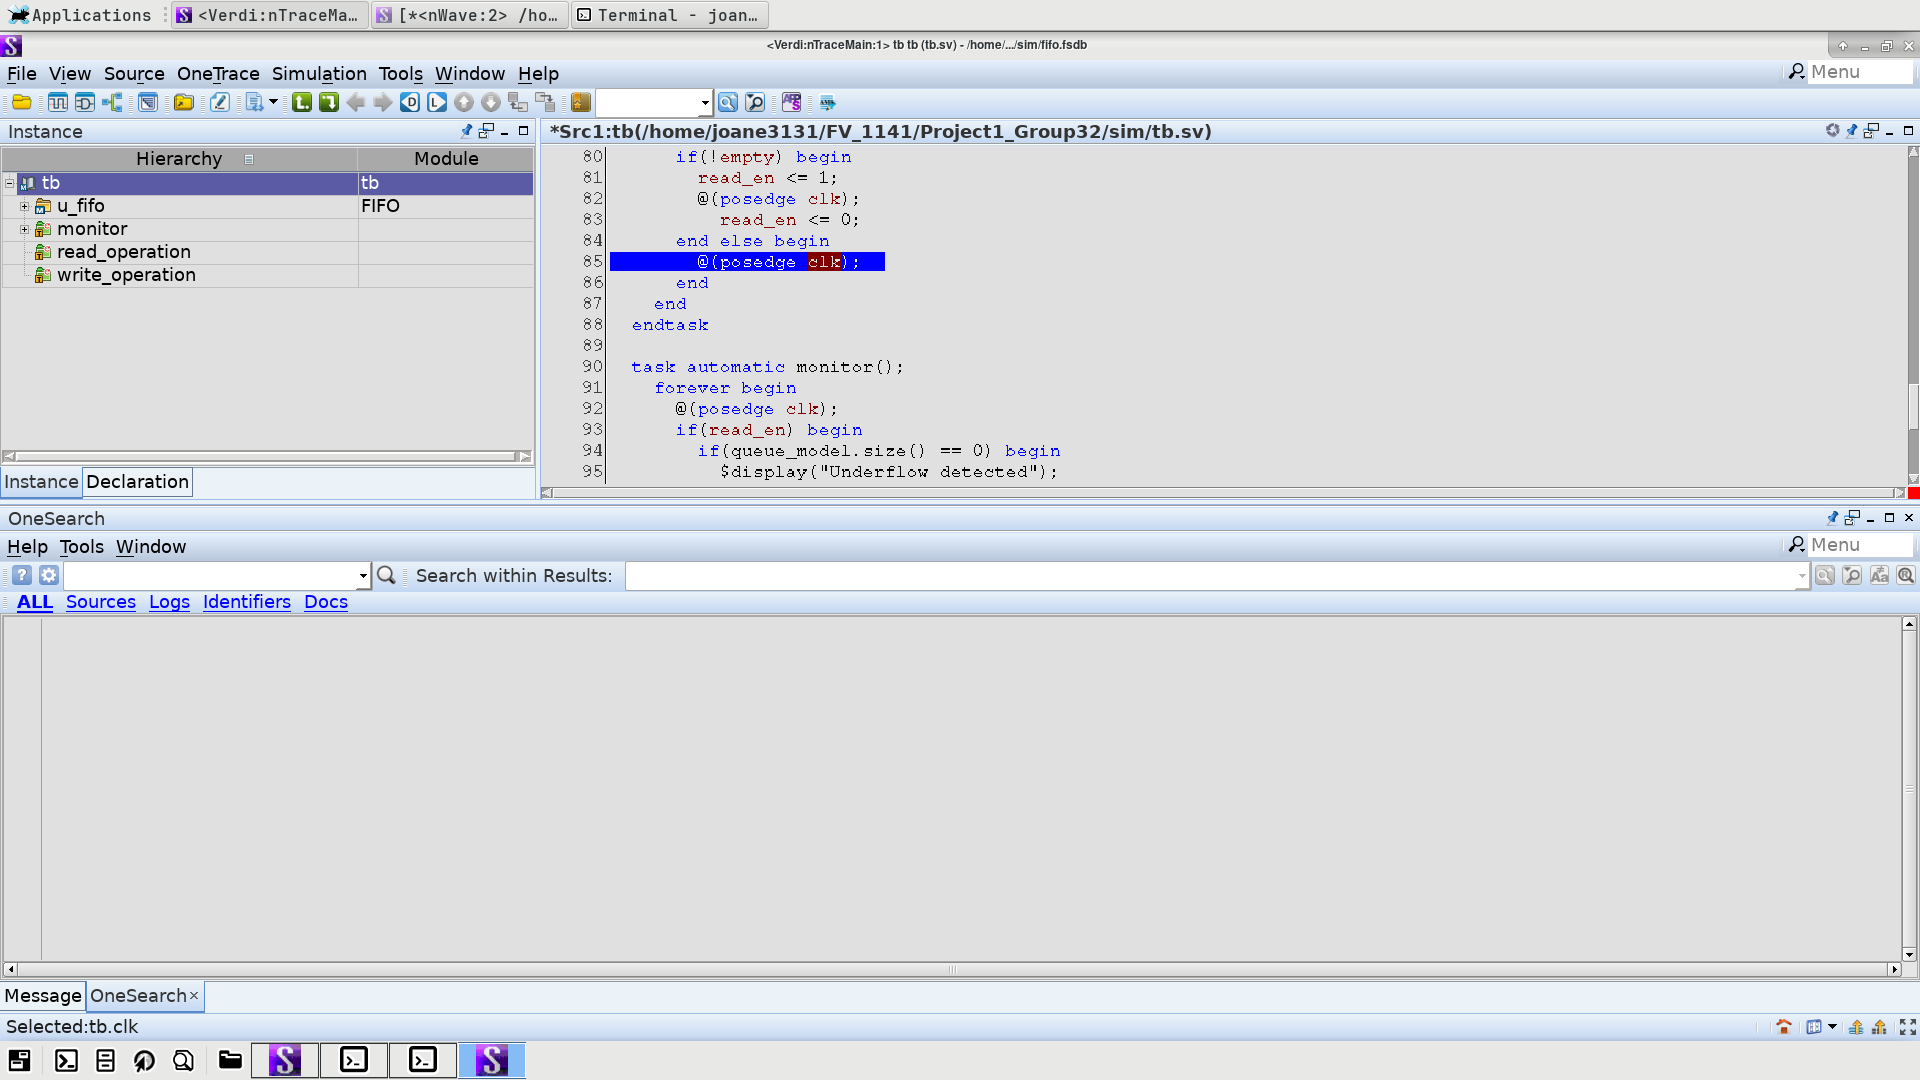 Applications
<Verdi:nTraceMa...
[*<nWave:2> /ho...
Terminal - joan...
<Verdi:nTraceMain:1> tb tb (tb.sv) - /home/.../sim/fifo.fsdb
File View Source OneTrace Simulation Tools Window Help
Menu
Instance
Hierarchy Module
tb tb
u_fifo FIFO
monitor
read_operation
write_operation
Instance Declaration
*Src1:tb(/home/joane3131/FV_1141/Project1_Group32/sim/tb.sv)
80 if(!empty) begin
81 read_en <= 1;
82 @(posedge clk);
83 read_en <= 0;
84 end else begin
85 @(posedge clk);
86 end
87 end
88 endtask
89
90 task automatic monitor();
91 forever begin
92 @(posedge clk);
93 if(read_en) begin
94 if(queue_model.size() == 0) begin
95 $display("Underflow detected");
OneSearch
Help Tools Window
Menu
Search within Results:
ALL Sources Logs Identifiers Docs
Message OneSearch
Selected:tb.clk